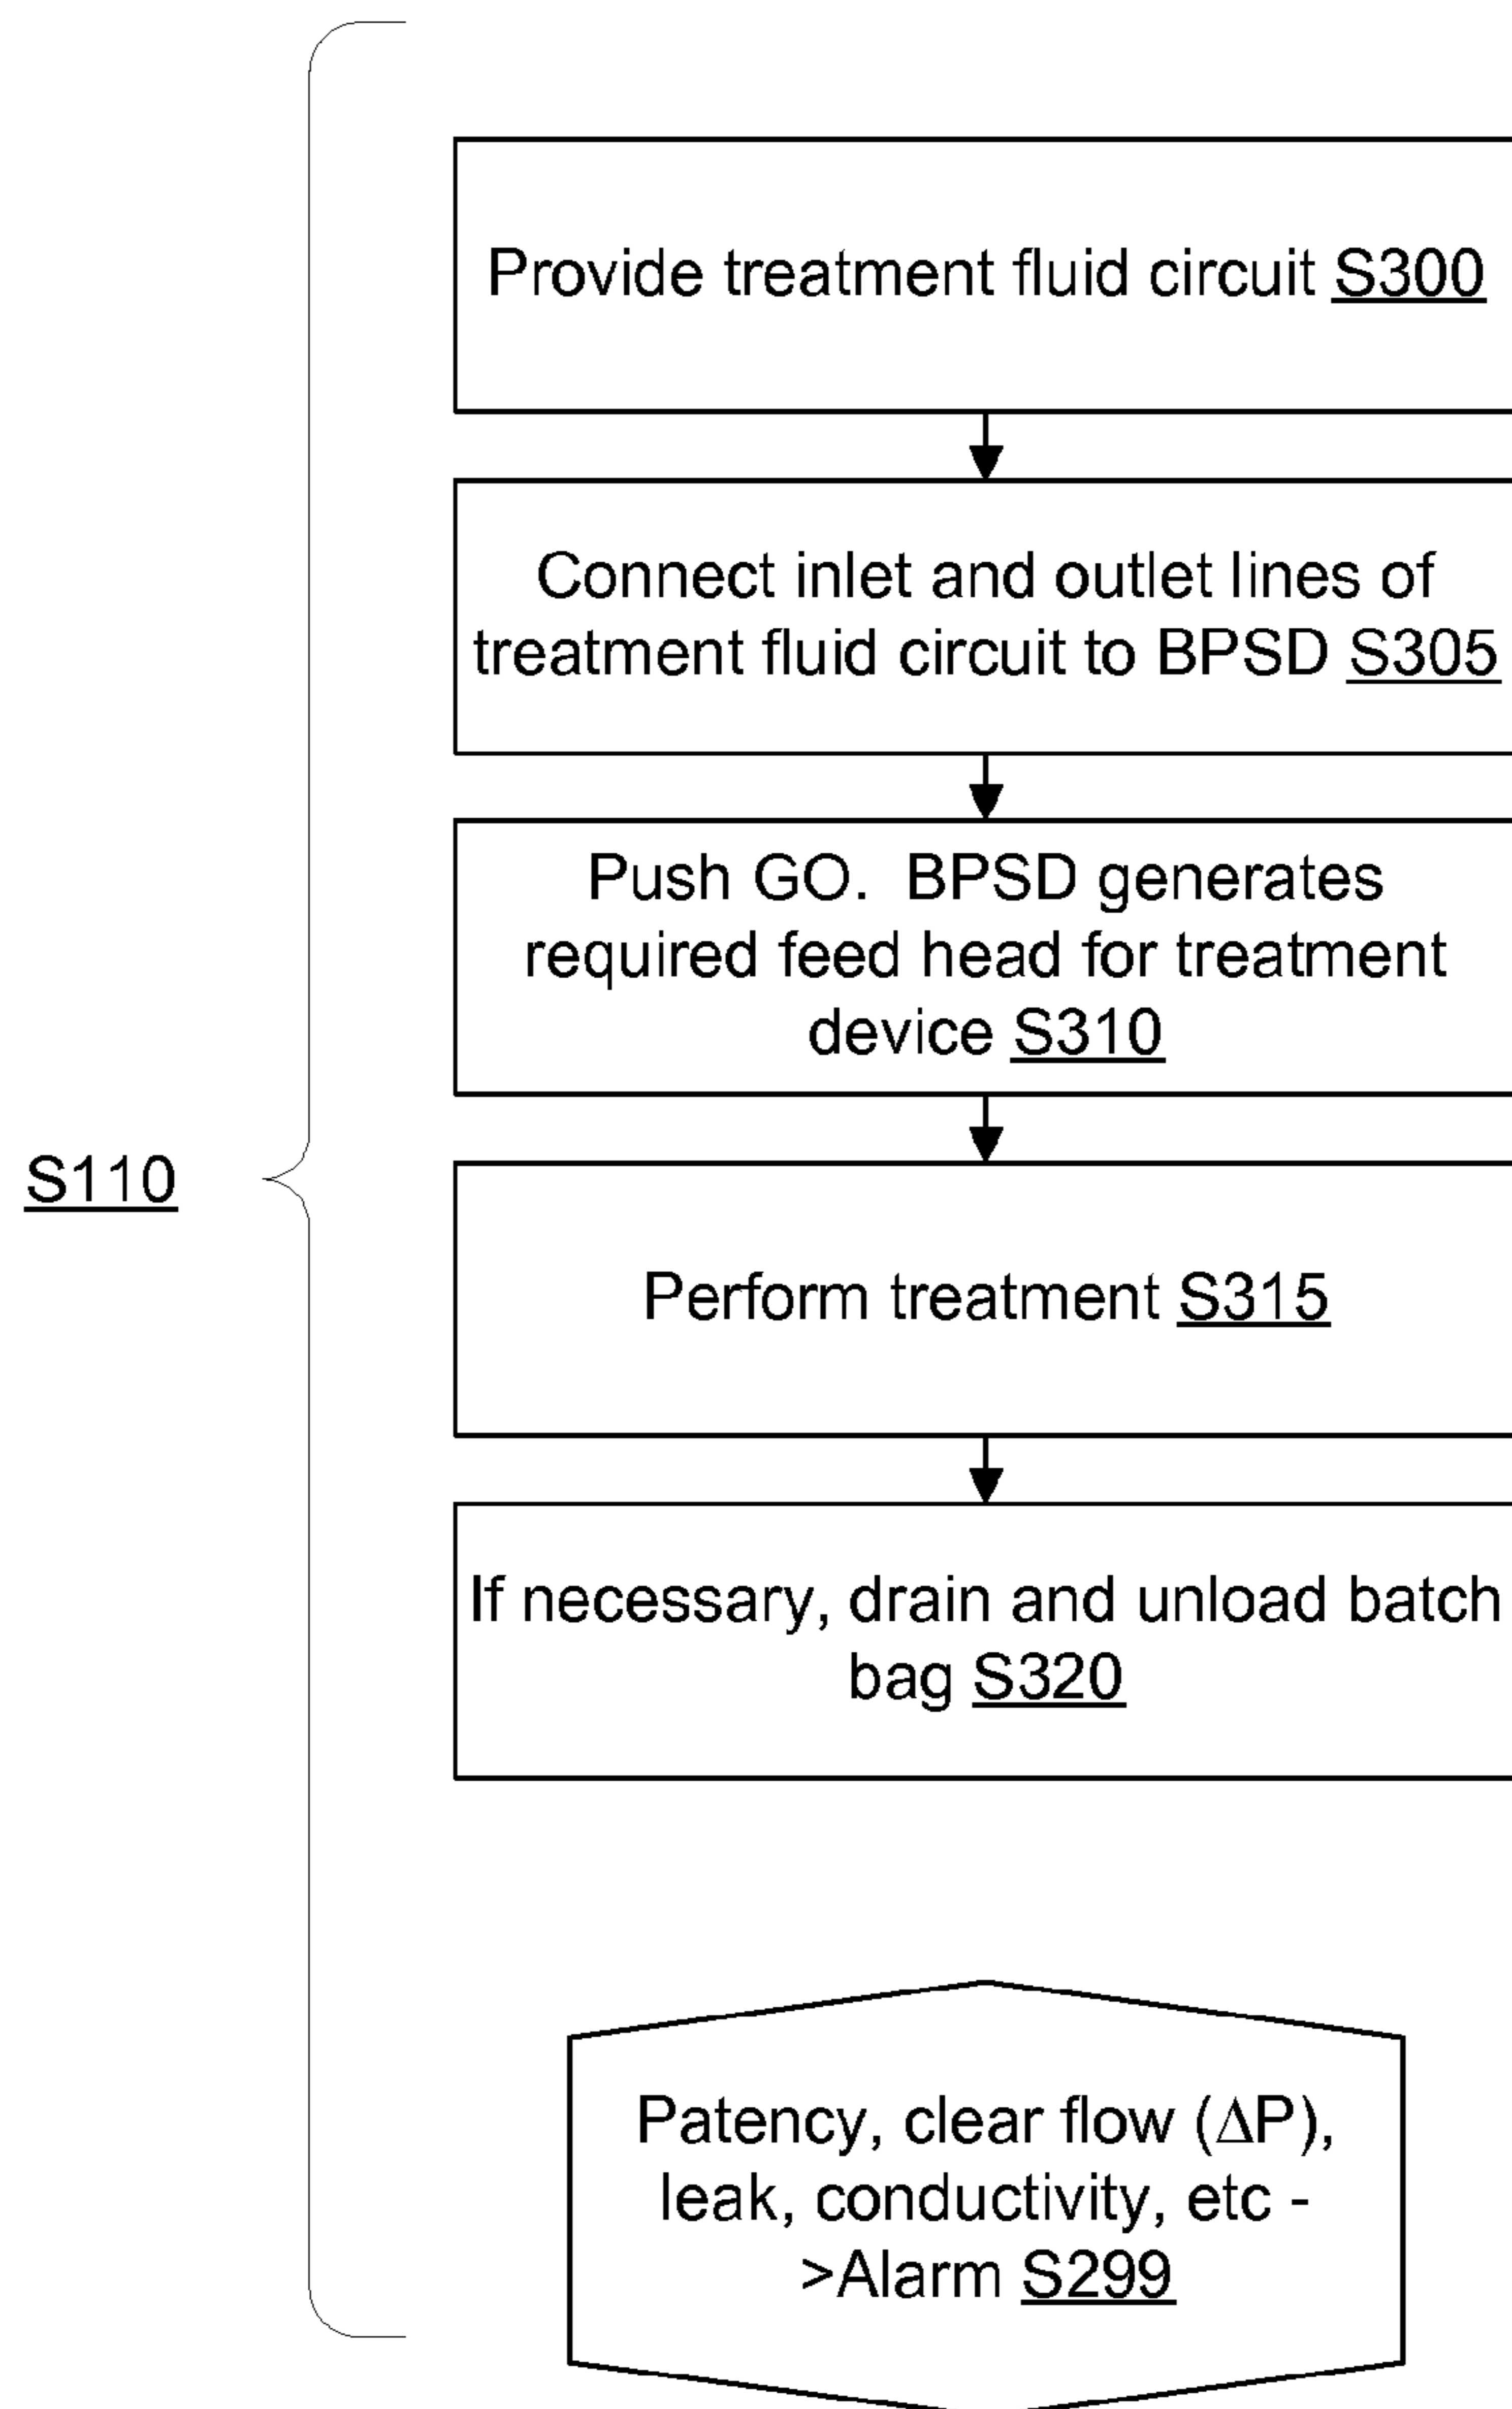 Provide treatment fluid circuit S300
Connect inlet and outlet lines of
treatment fluid circuit to BPSD S305
Push GO.  BPSD generates
required feed head for treatment
device S310
S110
Perform treatment S315
If necessary, drain and unload batch
bag S320
Patency, clear flow (ΔP),
leak, conductivity, etc -
>Alarm S299